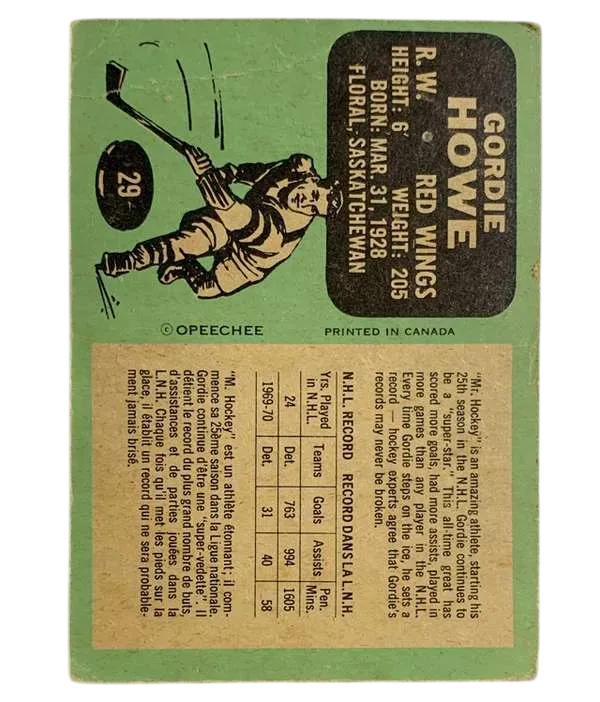 GORDIE
HOWE
R. W. RED WINGS
HEIGHT: 6' WEIGHT: 205
BORN: MAR. 31, 1928
FLORAL, SASKATCHEWAN
29
© OPEECHEE PRINTED IN CANADA
"Mr. Hockey" is an amazing athlete, starting his
25th season in the N.H.L. Gordie continues to
be a "super-star." This all-time great has
scored more goals, had more assists, played in
more games than any player in the N.H.L.
Every time Gordie steps on the ice, he sets a
record — hockey experts agree that Gordie's
records may never be broken.
N.H.L. RECORD RECORD DANS LA L.N.H.
Yrs. Played in N.H.L. Teams Goals Assists Pen. Mins.
24 Det. 763 994 1605
1969-70 Det. 31 40 58
"M. Hockey" est un athlète étonnant; il com-
mence sa 25ème saison dans la Ligue nationale.
Gordie continue d'être une "super-vedette". Il
détient le record du plus grand nombre de buts,
d'assistances et de parties jouées dans la
L.N.H. Chaque fois qu'il met les pieds sur la
glace, il établit un record qui ne sera probable-
ment jamais brisé.